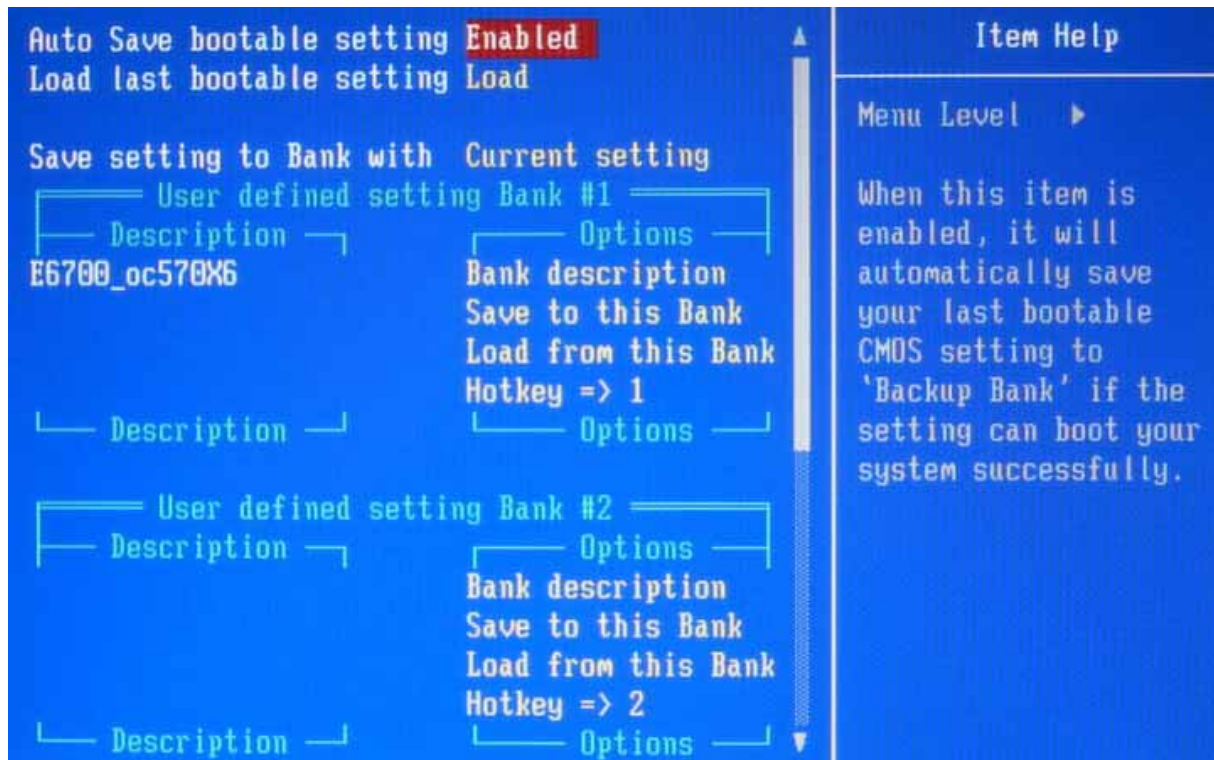 Auto Save bootable setting Enabled
Load last bootable setting Load
Save setting to Bank with Current setting
User defined setting Bank #1
Description Options
E6700_oc570X6 Bank description
Save to this Bank
Load from this Bank
Hotkey => 1
Description Options
User defined setting Bank #2
Description Options
Bank description
Save to this Bank
Load from this Bank
Hotkey => 2
Description Options
Item Help
Menu Level
When this item is
enabled, it will
automatically save
your last bootable
CMOS setting to
`Backup Bank' if the
setting can boot your
system successfully.